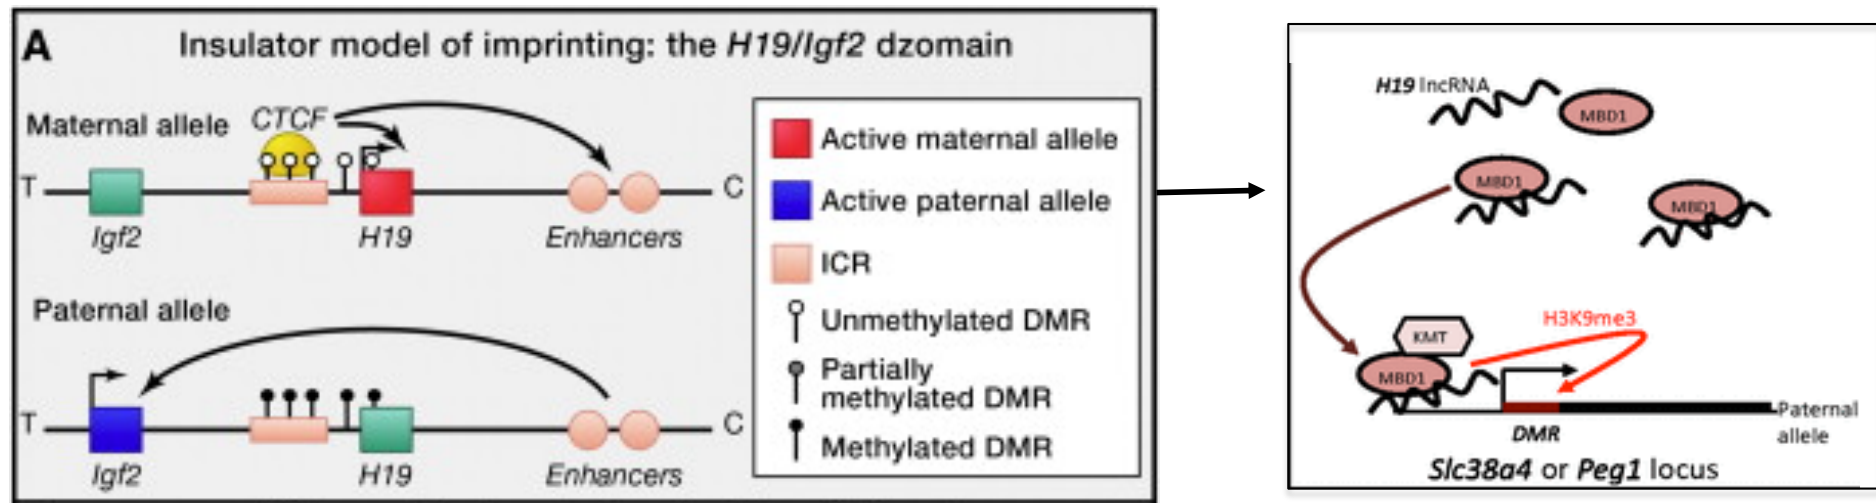 A
Insulator model of imprinting: the H19/Igf2 dzomain
Maternal allele
CTCF
T
C
Igf2
H19
Enhancers
Paternal allele
T
C
Igf2
H19
Enhancers
Active maternal allele
Active paternal allele
ICR
Unmethylated DMR
Partially
methylated DMR
Methylated DMR
H19 lncRNA
MBD1
MBD1
MBD1
H3K9me3
KMT
MBD1
Paternal
allele
DMR
Slc38a4 or Peg1 locus